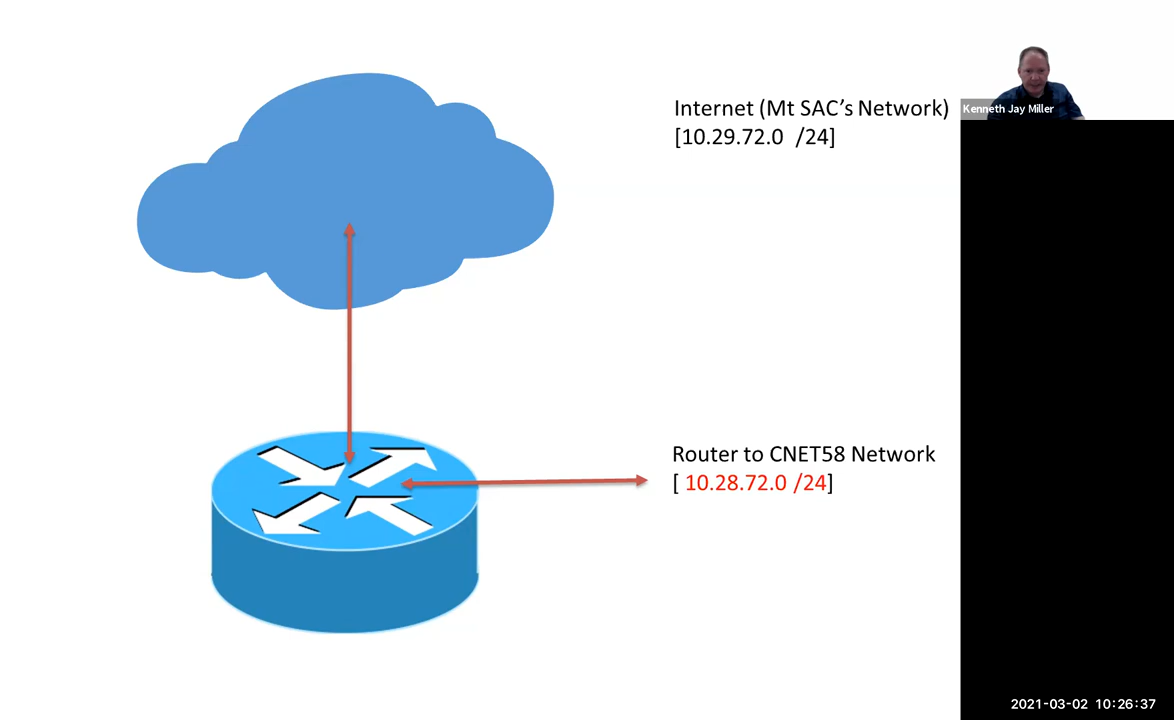 Internet (Mt SAC's Network)
[10.29.72.0  /24]
Kenneth Jay Miller
Router to CNET58 Network
[ 10.28.72.0 /24]
2021-03-02 10:26:37